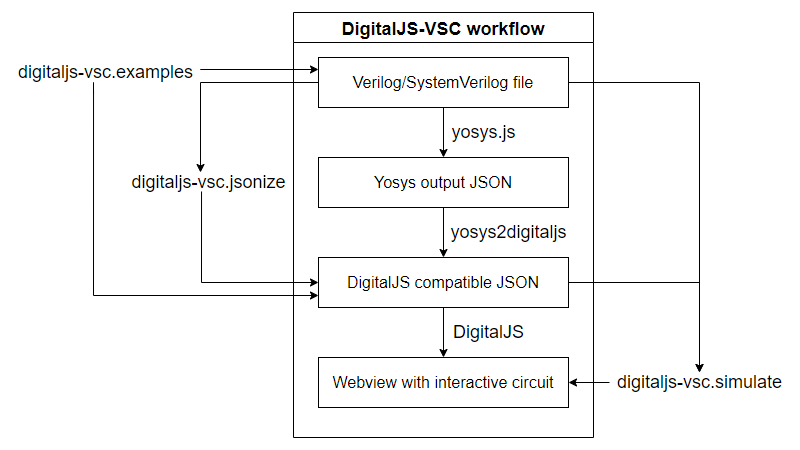 DigitalJS-VSC workflow
digitaljs-vsc.examples
Verilog/SystemVerilog file
yosys.js
digitaljs-vsc.jsonize
Yosys output JSON
yosys2digitaljs
DigitalJS compatible JSON
DigitalJS
Webview with interactive circuit
digitaljs-vsc.simulate